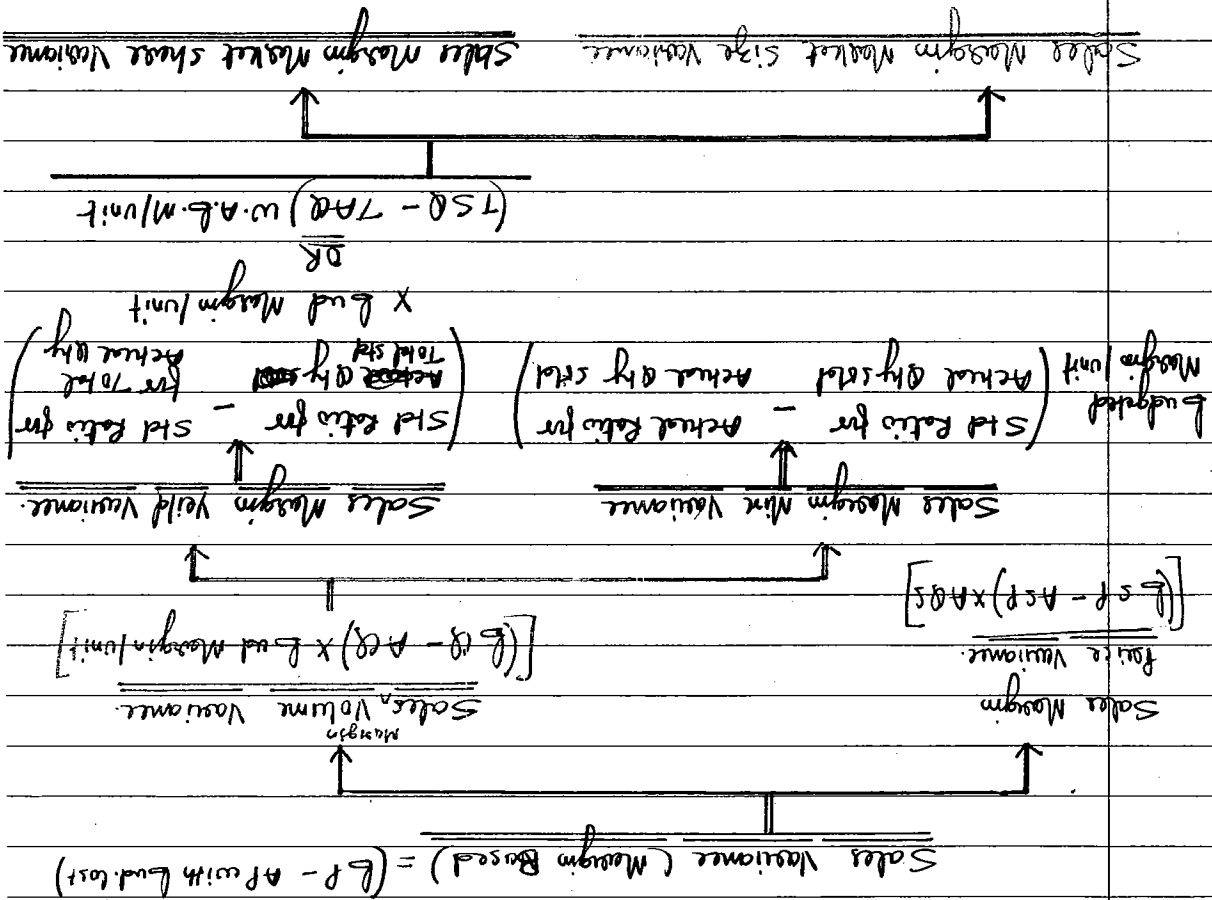 Sales Variance (Margin Based) = (BP - AP with bud. cost)
Sales Margin
Price Variance.
[(BSP - ASP) X AQS]
Margin
Sales ^ Volume Variance.
[(BQ - AQ) X Bud Margin/unit]
Sales Margin Mix Variance
Budgeted
Margin/unit
(Std Ratio for
Actual Qty sold
-
Actual Ratio for
Actual Qty sold)
Sales Margin Yeild Variance.
(Std Ratio for
Total std Qty
-
Std Ratio for
for Total
Actual Qty)
X Bud Margin/unit
OR
(TSQ - TAQ) W.A.B.M/unit
Sales Margin Market Size Variance
Sales Margin Market Share Variance